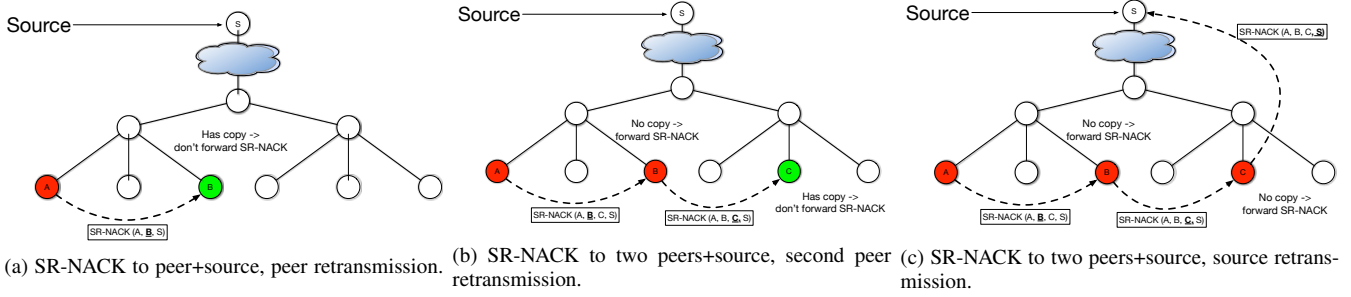 Source
S
Has copy ->
don't forward SR-NACK
A
B
SR-NACK (A, B, S)
(a) SR-NACK to peer+source, peer retransmission.
Source
S
No copy ->
forward SR-NACK
A
B
C
SR-NACK (A, B, C, S)
SR-NACK (A, B, C, S)
Has copy ->
don't forward SR-NACK
(b) SR-NACK to two peers+source, second peer
retransmission.
Source
S
SR-NACK (A, B, C, S)
No copy ->
forward SR-NACK
A
B
C
SR-NACK (A, B, C, S)
SR-NACK (A, B, C, S)
No copy ->
forward SR-NACK
(c) SR-NACK to two peers+source, source retrans-
mission.